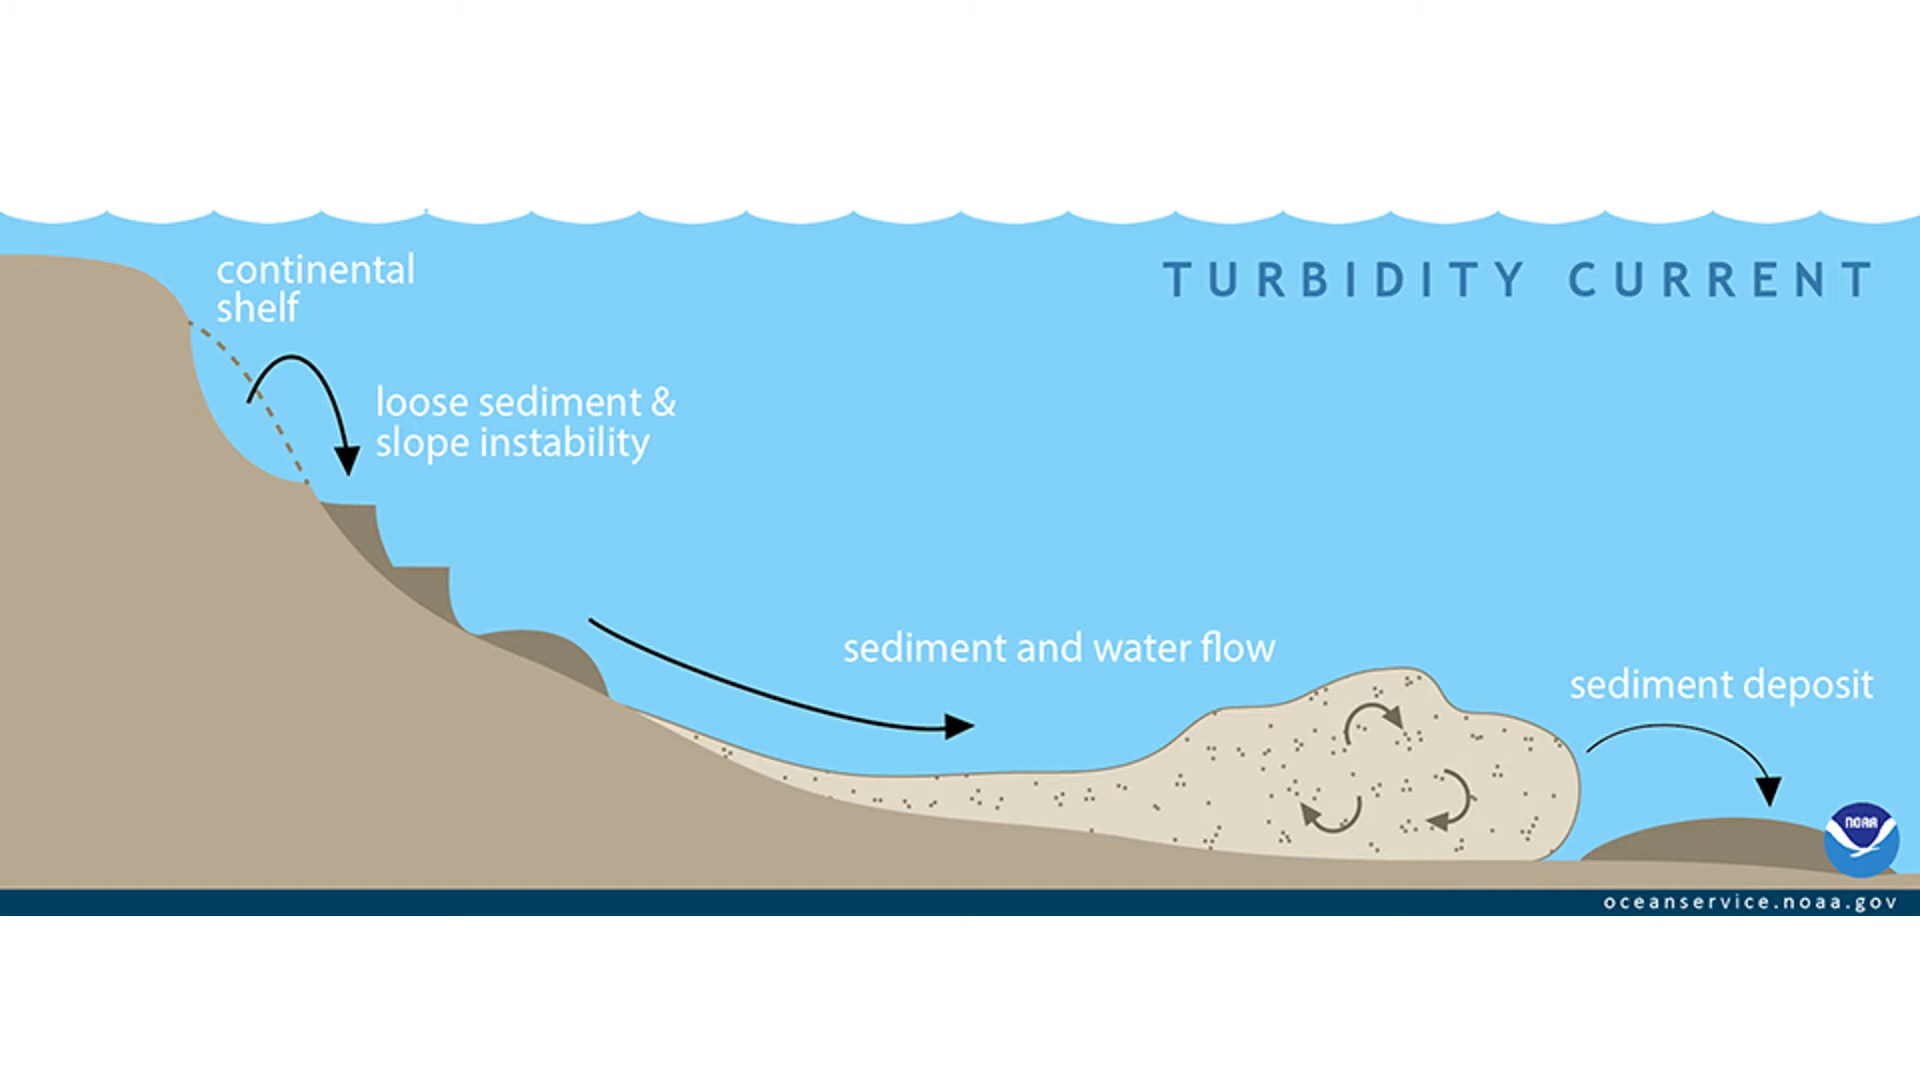 continental
shelf
TURBIDITY CURRENT
loose sediment &
slope instability
sediment and water flow
sediment deposit
NOAA
oceanservice.noaa.gov